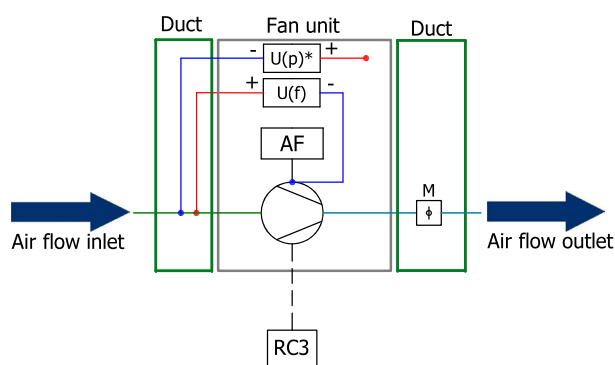 Duct
Fan unit
Duct
- U(p)* +
+ U(f) -
AF
M
ϕ
Air flow inlet
Air flow outlet
RC3